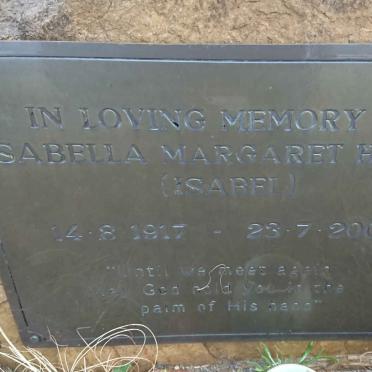 IN LOVING MEMORY
SABELLA MARGARET H
(ISABEL)
14-8-1917 - 23-7-200
"Until we meet again
May God hold you in the
palm of His hand"